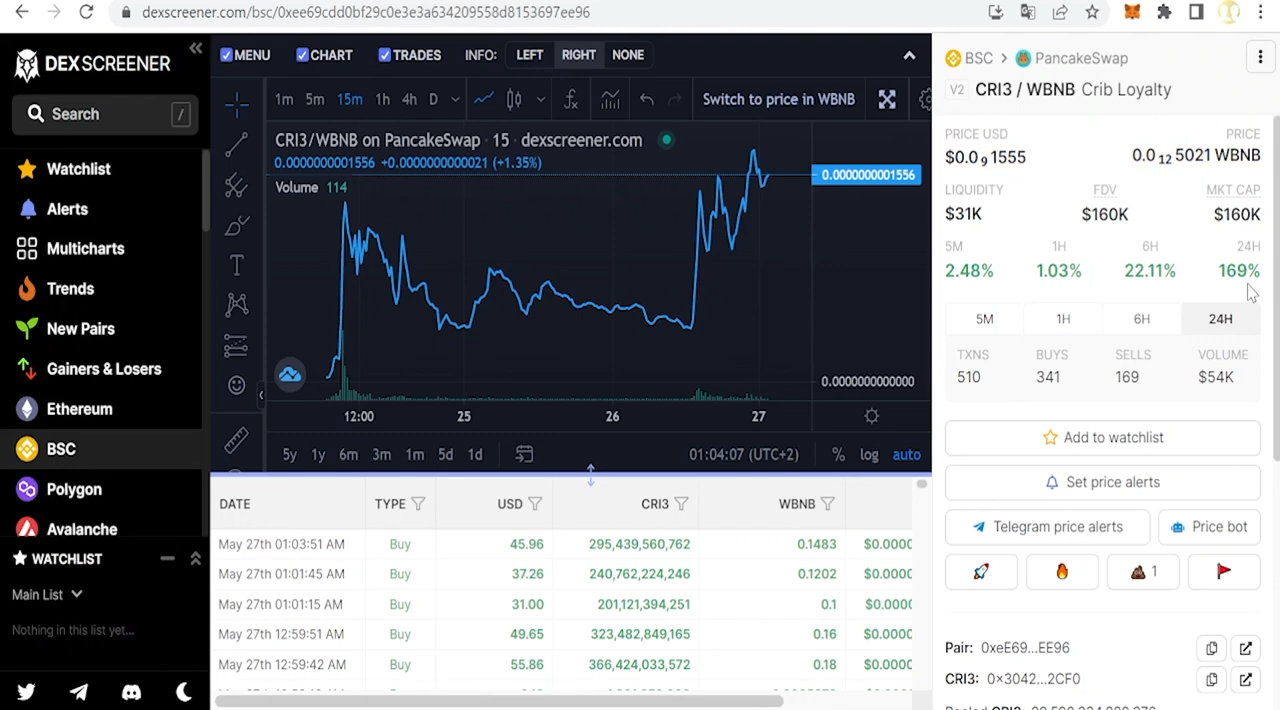 dexscreener.com/bsc/0xee69cdd0bf29c0e3e3a634209558d8153697ee96
DEXSCREENER
Search /
Watchlist
Alerts
Multicharts
Trends
New Pairs
Gainers & Losers
Ethereum
BSC
Polygon
Avalanche
WATCHLIST
Main List
Nothing in this list yet...
MENU CHART TRADES INFO: LEFT RIGHT NONE
1m 5m 15m 1h 4h D Switch to price in WBNB
CRI3/WBNB on PancakeSwap · 15 · dexscreener.com
0.0000000001556 +0.0000000000021 (+1.35%)
Volume 114
0.0000000001556
0.0000000000000
12:00 25 26 27
5y 1y 6m 3m 1m 5d 1d 01:04:07 (UTC+2) % log auto
DATE TYPE USD CRI3 WBNB
May 27th 01:03:51 AM Buy 45.96 295,439,560,762 0.1483 $0.0000
May 27th 01:01:45 AM Buy 37.26 240,762,224,246 0.1202 $0.0000
May 27th 01:01:15 AM Buy 31.00 201,121,394,251 0.1 $0.0000
May 27th 12:59:51 AM Buy 49.65 323,482,849,165 0.16 $0.0000
May 27th 12:59:42 AM Buy 55.86 366,424,033,572 0.18 $0.0000
BSC > PancakeSwap
V2 CRI3 / WBNB Crib Loyalty
PRICE USD PRICE
$0.0₉1555 0.0₁₂5021 WBNB
LIQUIDITY FDV MKT CAP
$31K $160K $160K
5M 1H 6H 24H
2.48% 1.03% 22.11% 169%
5M 1H 6H 24H
TXNS BUYS SELLS VOLUME
510 341 169 $54K
Add to watchlist
Set price alerts
Telegram price alerts Price bot
1
Pair: 0xeE69...EE96
CRI3: 0×3042...2CF0